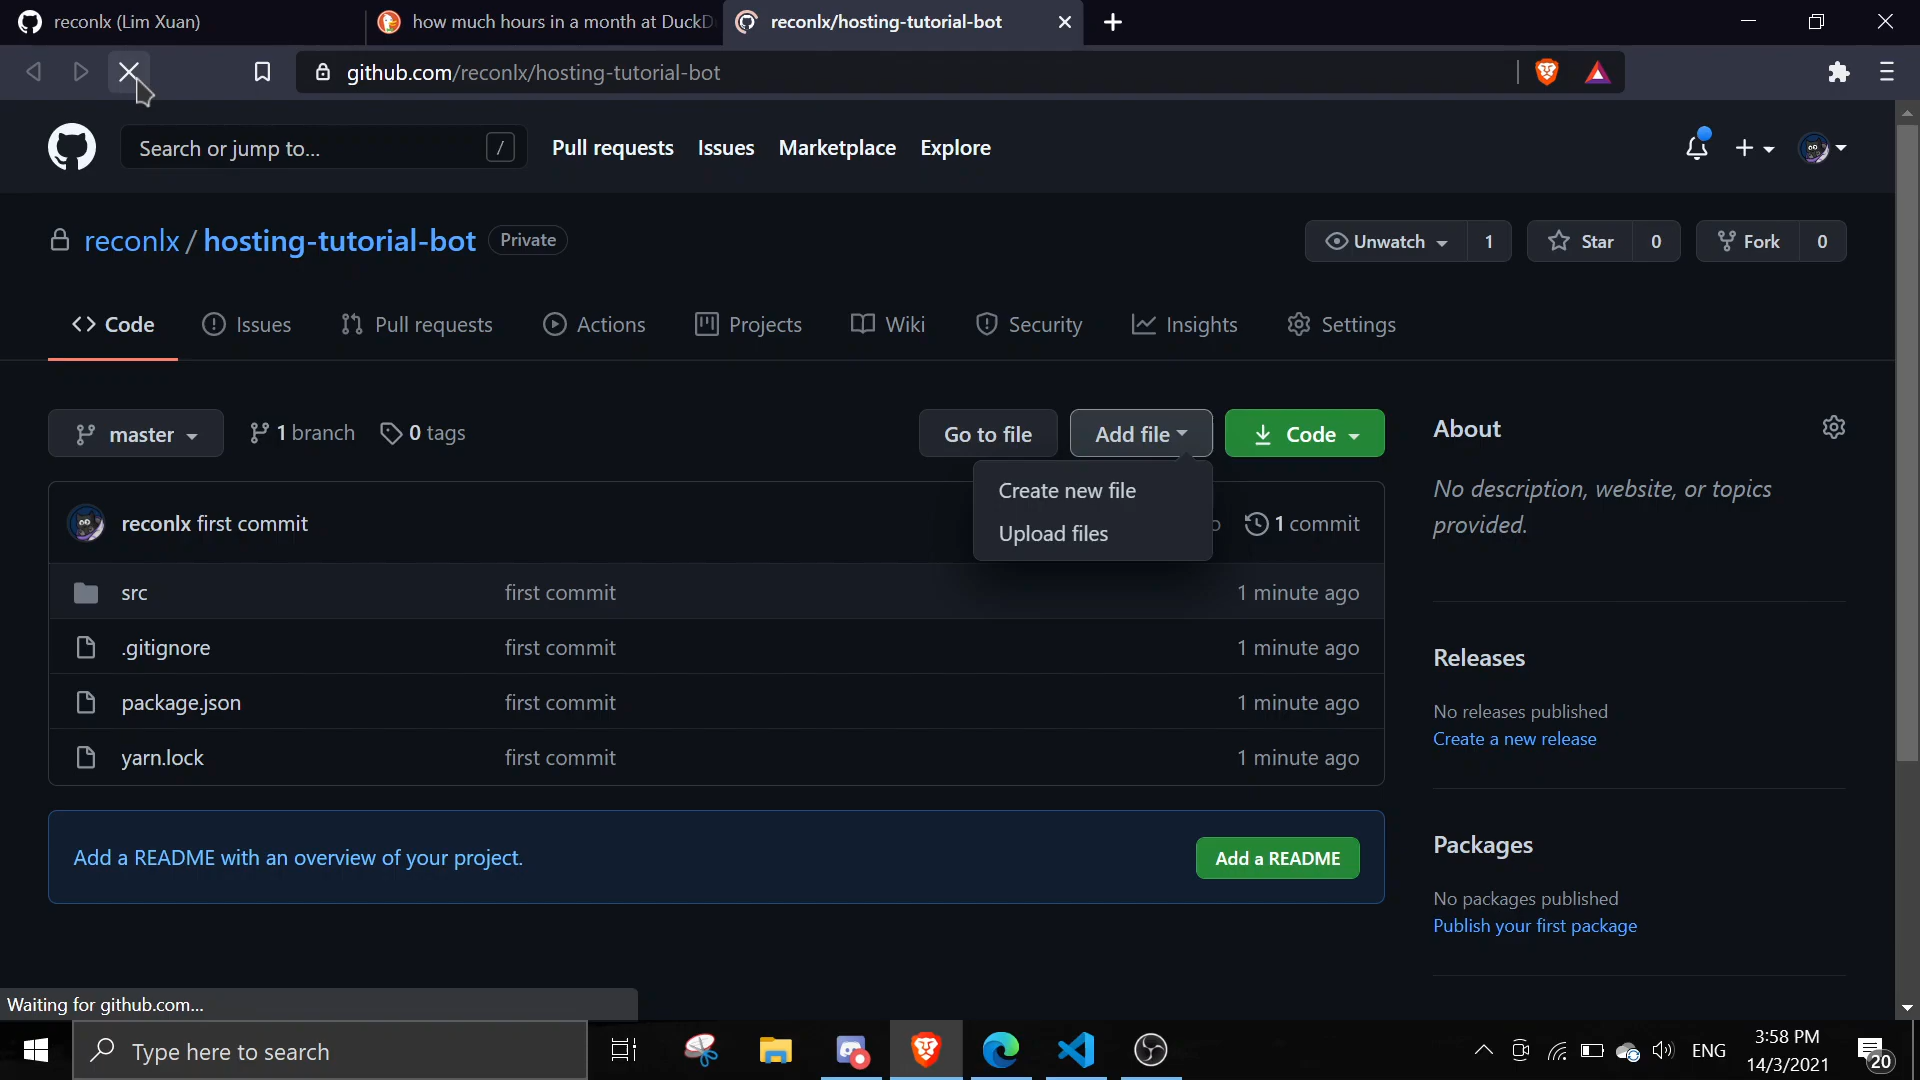 reconlx (Lim Xuan)
how much hours in a month at DuckD
reconlx/hosting-tutorial-bot
github.com/reconlx/hosting-tutorial-bot
Search or jump to...
/
Pull requests
Issues
Marketplace
Explore
reconlx / hosting-tutorial-bot
Private
Unwatch 1
Star 0
Fork 0
Code
Issues
Pull requests
Actions
Projects
Wiki
Security
Insights
Settings
master
1 branch
0 tags
Go to file
Add file
Code
Create new file
Upload files
reconlx first commit
1 commit
src first commit 1 minute ago
.gitignore first commit 1 minute ago
package.json first commit 1 minute ago
yarn.lock first commit 1 minute ago
Add a README with an overview of your project.
Add a README
About
No description, website, or topics
provided.
Releases
No releases published
Create a new release
Packages
No packages published
Publish your first package
Waiting for github.com...
Type here to search
ENG
3:58 PM
14/3/2021
20